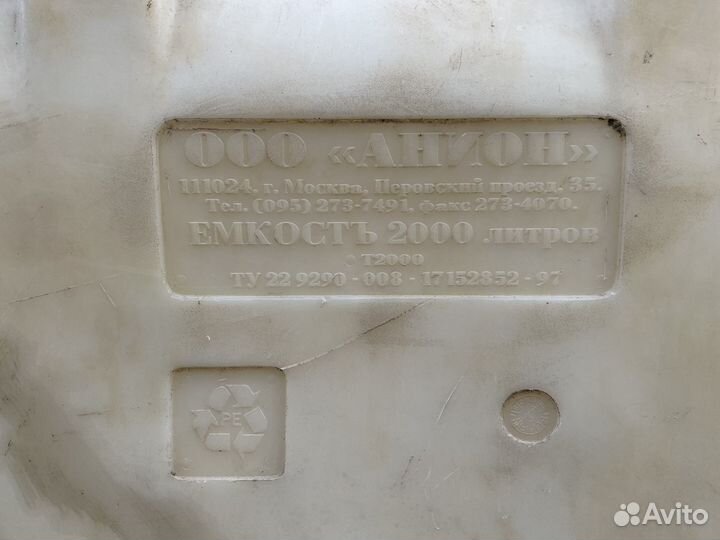 ООО «АНИОН»
111024, г. Москва, Перовский проезд, 35.
Тел. (095) 273-7491, факс 273-4070.
ЕМКОСТЪ 2000 литров
Т2000
ТУ 22 9290 - 008 - 17152852 - 97
PE
Avito